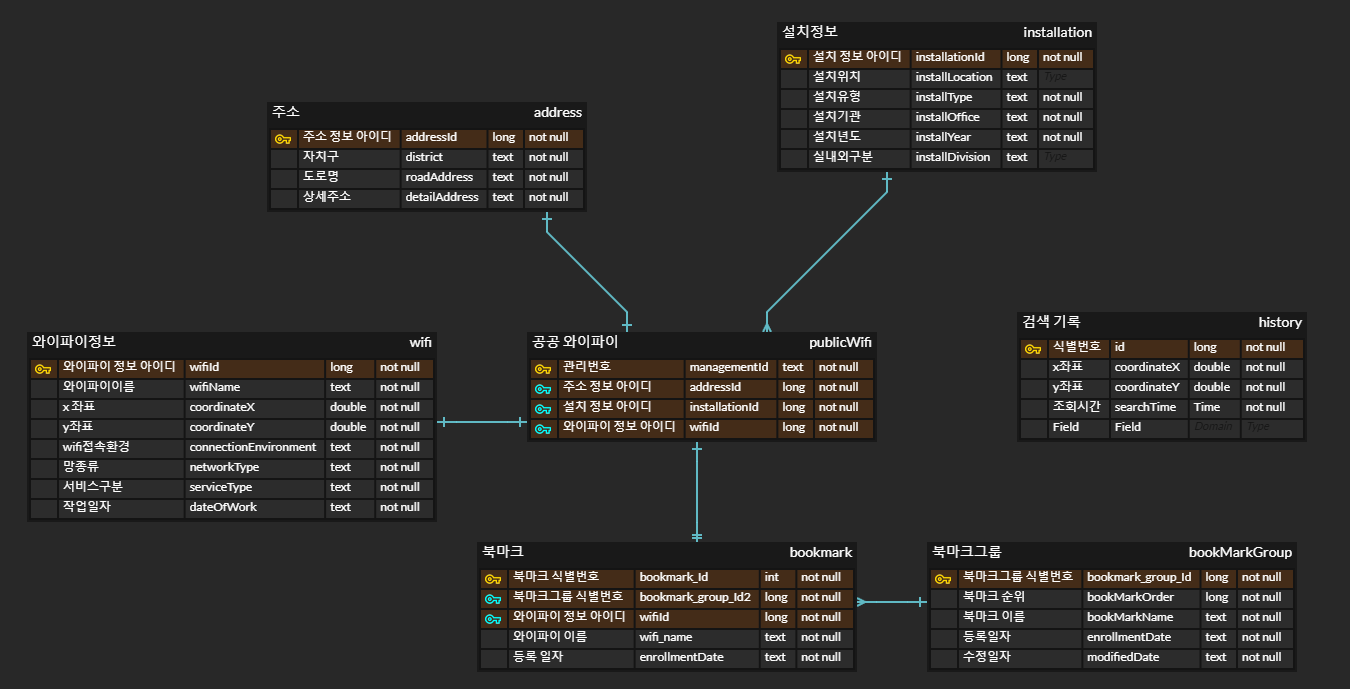 설치정보 installation
설치 정보 아이디 installationId long not null
설치위치 installLocation text Type
설치유형 installType text not null
설치기관 installOffice text not null
설치년도 installYear text not null
실내외구분 installDivision text Type
주소 address
주소 정보 아이디 addressId long not null
자치구 district text not null
도로명 roadAddress text not null
상세주소 detailAddress text not null
와이파이정보 wifi
와이파이 정보 아이디 wifiId long not null
와이파이이름 wifiName text not null
x 좌표 coordinateX double not null
y좌표 coordinateY double not null
wifi접속환경 connectionEnvironment text not null
망종류 networkType text not null
서비스구분 serviceType text not null
작업일자 dateOfWork text not null
공공 와이파이 publicWifi
관리번호 managementId text not null
주소 정보 아이디 addressId long not null
설치 정보 아이디 installationId long not null
와이파이 정보 아이디 wifiId long not null
검색 기록 history
식별번호 id long not null
x좌표 coordinateX double not null
y좌표 coordinateY double not null
조회시간 searchTime Time not null
Field Field Domain Type
북마크 bookmark
북마크 식별번호 bookmark_Id int not null
북마크그룹 식별번호 bookmark_group_Id2 long not null
와이파이 정보 아이디 wifiId long not null
와이파이 이름 wifi_name text not null
등록 일자 enrollmentDate text not null
북마크그룹 bookMarkGroup
북마크그룹 식별번호 bookmark_group_Id long not null
북마크 순위 bookMarkOrder long not null
북마크 이름 bookMarkName text not null
등록일자 enrollmentDate text not null
수정일자 modifiedDate text not null